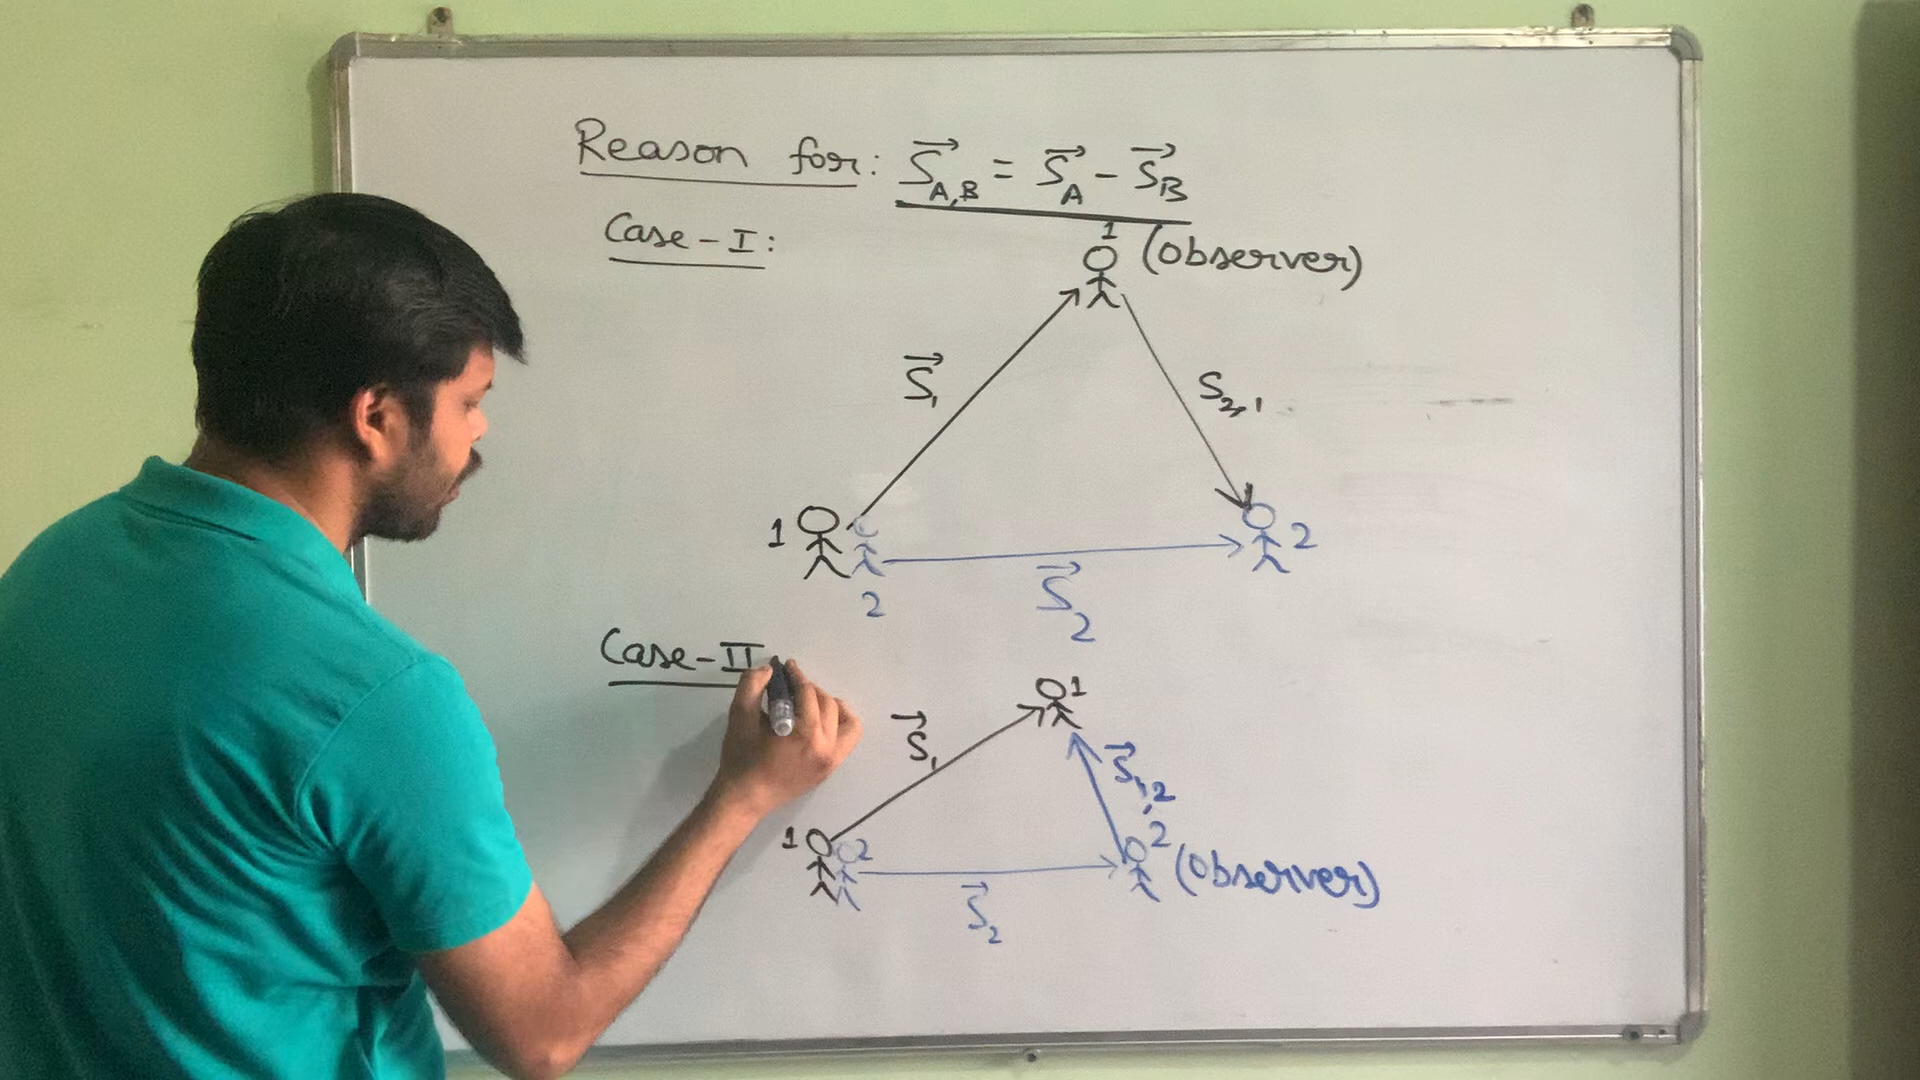 Reason for: S⃗A,B = S⃗A - S⃗B
Case-I:
1 (observer)
S⃗1
S2,1
1
2
2
S⃗2
Case-II
1
S⃗1
S⃗1,2
1
2
2
(observer)
S⃗2